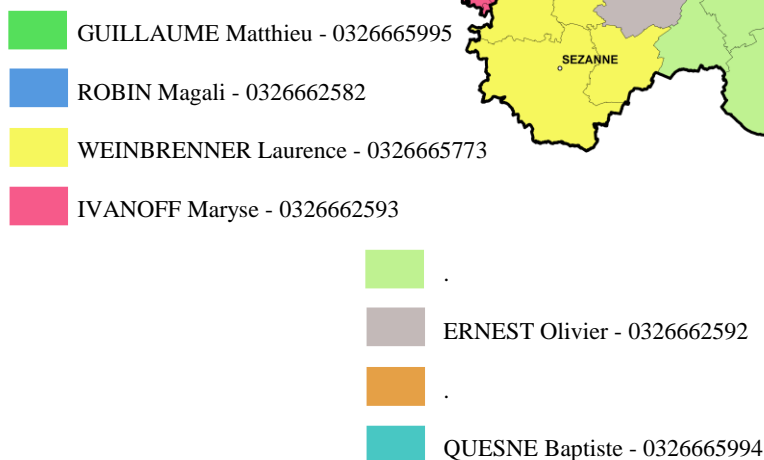 GUILLAUME Matthieu - 0326665995
SEZANNE
ROBIN Magali - 0326662582
WEINBRENNER Laurence - 0326665773
IVANOFF Maryse - 0326662593
.
ERNEST Olivier - 0326662592
.
QUESNE Baptiste - 0326665994